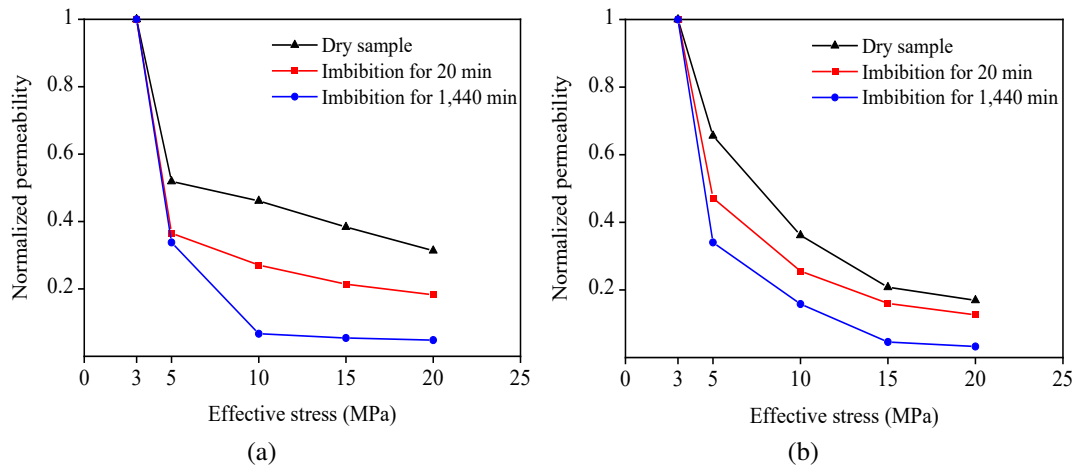 1
0.8
0.6
0.4
0.2
Normalized permeability
Dry sample
Imbibition for 20 min
Imbibition for 1,440 min
0 3 5 10 15 20 25
Effective stress (MPa)
(a)
1
0.8
0.6
0.4
0.2
Normalized permeability
Dry sample
Imbibition for 20 min
Imbibition for 1,440 min
0 3 5 10 15 20 25
Effective stress (MPa)
(b)